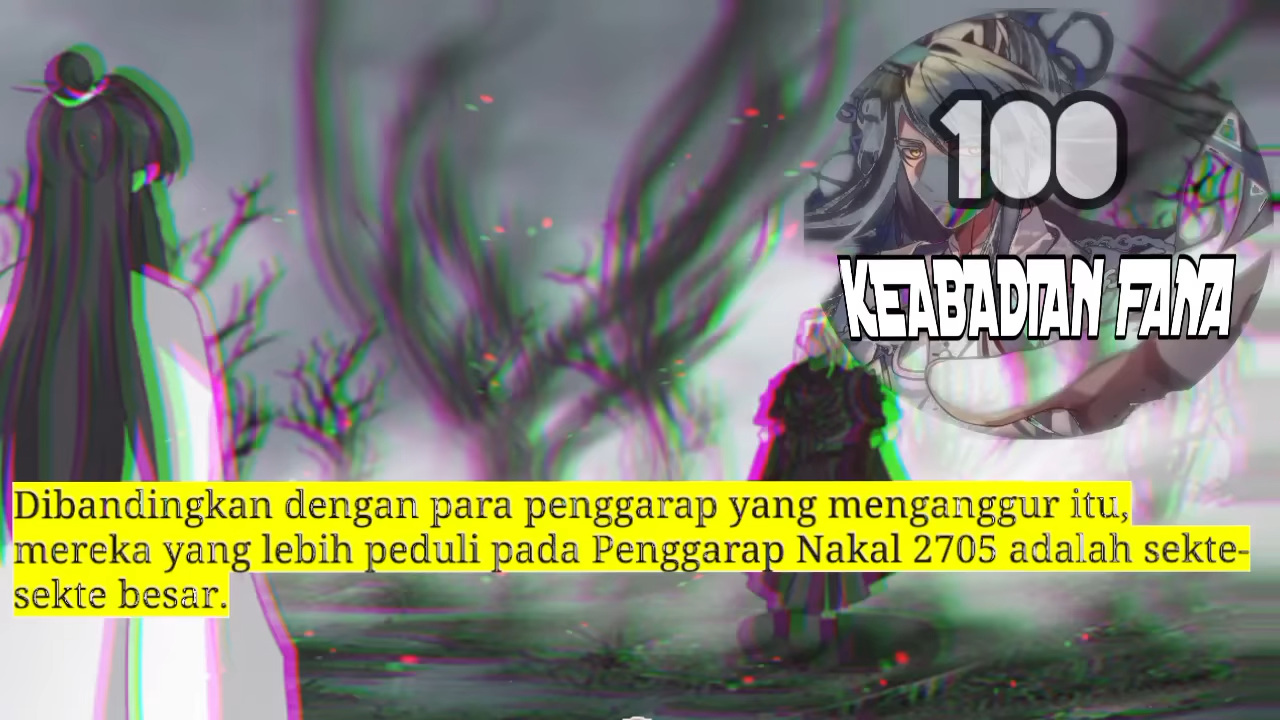 100
KEABADIAN FANA
Dibandingkan dengan para penggarap yang menganggur itu,
mereka yang lebih peduli pada Penggarap Nakal 2705 adalah sekte-
sekte besar.